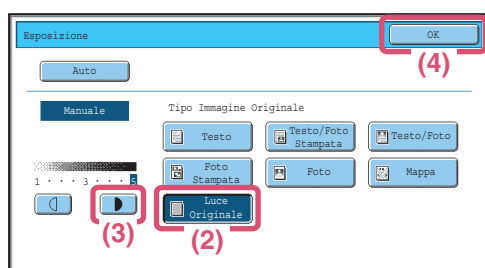 Esposizione
OK
(4)
Auto
Manuale
Tipo Immagine Originale
Testo
Testo/Foto
Stampata
Testo/Foto
Foto
Stampata
Foto
Mappa
1 · · · 3 · · · 5
Luce
Originale
(3)
(2)